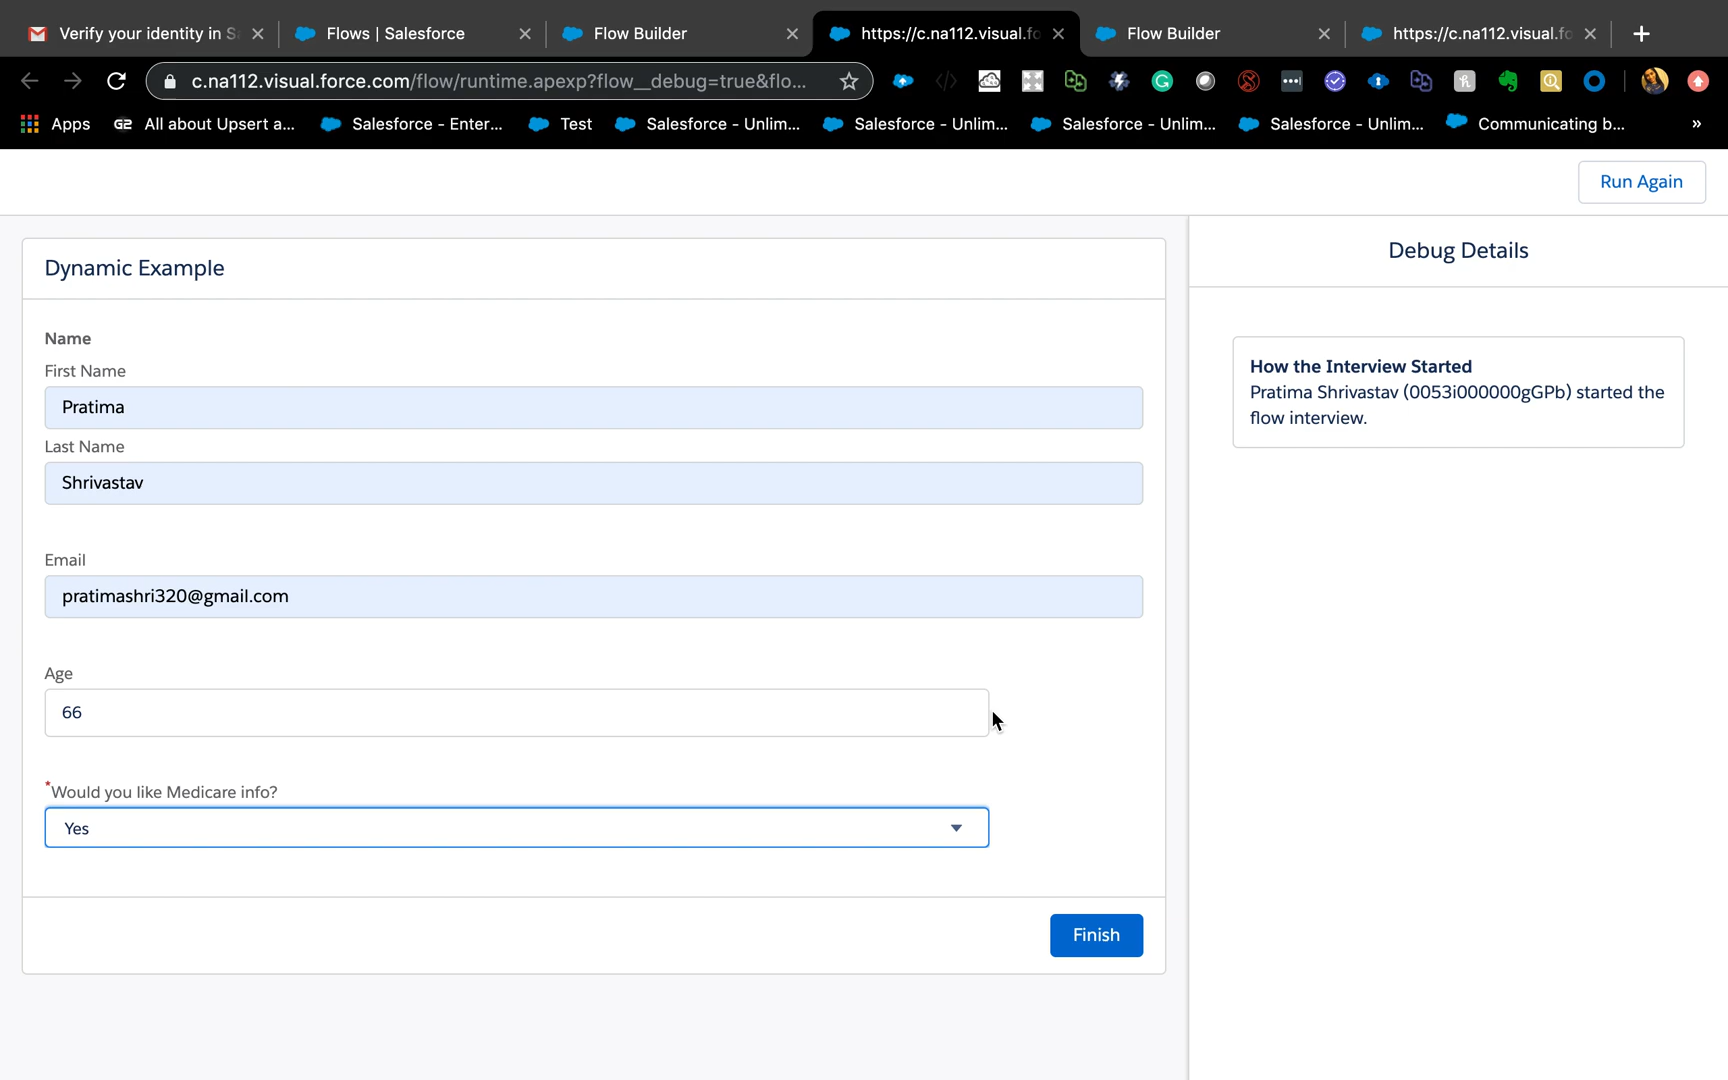 Verify your identity in S
Flows | Salesforce
Flow Builder
https://c.na112.visual.fo
Flow Builder
https://c.na112.visual.fo
c.na112.visual.force.com/flow/runtime.apexp?flow__debug=true&flo...
Apps
G2 All about Upsert a...
Salesforce - Enter...
Test
Salesforce - Unlim...
Salesforce - Unlim...
Salesforce - Unlim...
Salesforce - Unlim...
Communicating b...
»
Run Again
Dynamic Example
Name
First Name
Pratima
Last Name
Shrivastav
Email
pratimashri320@gmail.com
Age
66
*Would you like Medicare info?
Yes
Finish
Debug Details
How the Interview Started
Pratima Shrivastav (0053i000000gGPb) started the
flow interview.